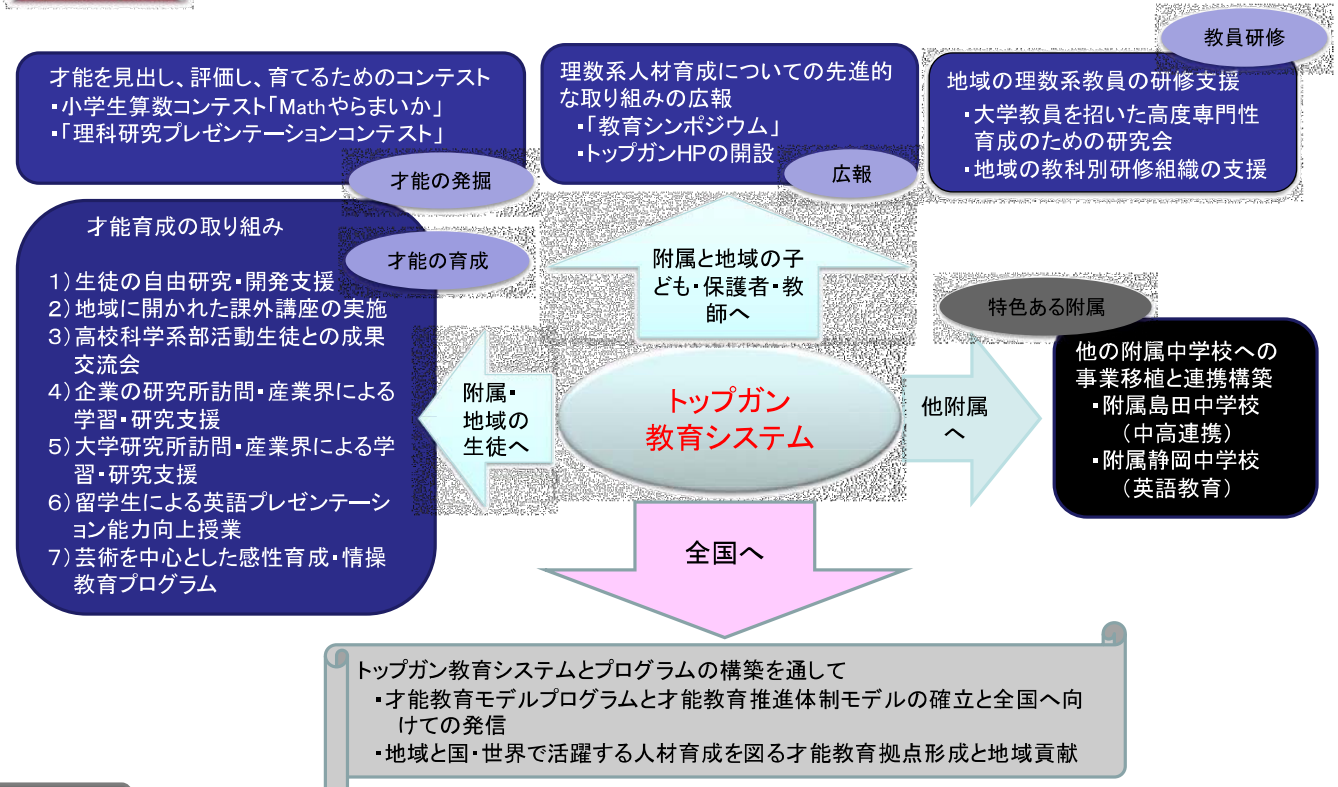 教員研修
才能を見出し、評価し、育てるためのコンテスト
▪小学生算数コンテスト「Mathやらまいか」
▪「理科研究プレゼンテーションコンテスト」
才能の発掘
理数系人材育成についての先進的
な取り組みの広報
▪「教育シンポジウム」
▪トップガンHPの開設
広報
地域の理数系教員の研修支援
▪大学教員を招いた高度専門性
育成のための研究会
▪地域の教科別研修組織の支援
才能育成の取り組み
才能の育成
1)生徒の自由研究▪開発支援
2)地域に開かれた課外講座の実施
3)高校科学系部活動生徒との成果
交流会
4)企業の研究所訪問▪産業界による
学習▪研究支援
5)大学研究所訪問▪産業界による学
習▪研究支援
6)留学生による英語プレゼンテーシ
ョン能力向上授業
7)芸術を中心とした感性育成▪情操
教育プログラム
附属と地域の子
ども▪保護者▪教
師へ
附属▪
地域の
生徒へ
トップガン
教育システム
他附属
へ
特色ある附属
他の附属中学校への
事業移植と連携構築
▪附属島田中学校
(中高連携)
▪附属静岡中学校
(英語教育)
全国へ
トップガン教育システムとプログラムの構築を通して
▪才能教育モデルプログラムと才能教育推進体制モデルの確立と全国へ向
けての発信
▪地域と国▪世界で活躍する人材育成を図る才能教育拠点形成と地域貢献